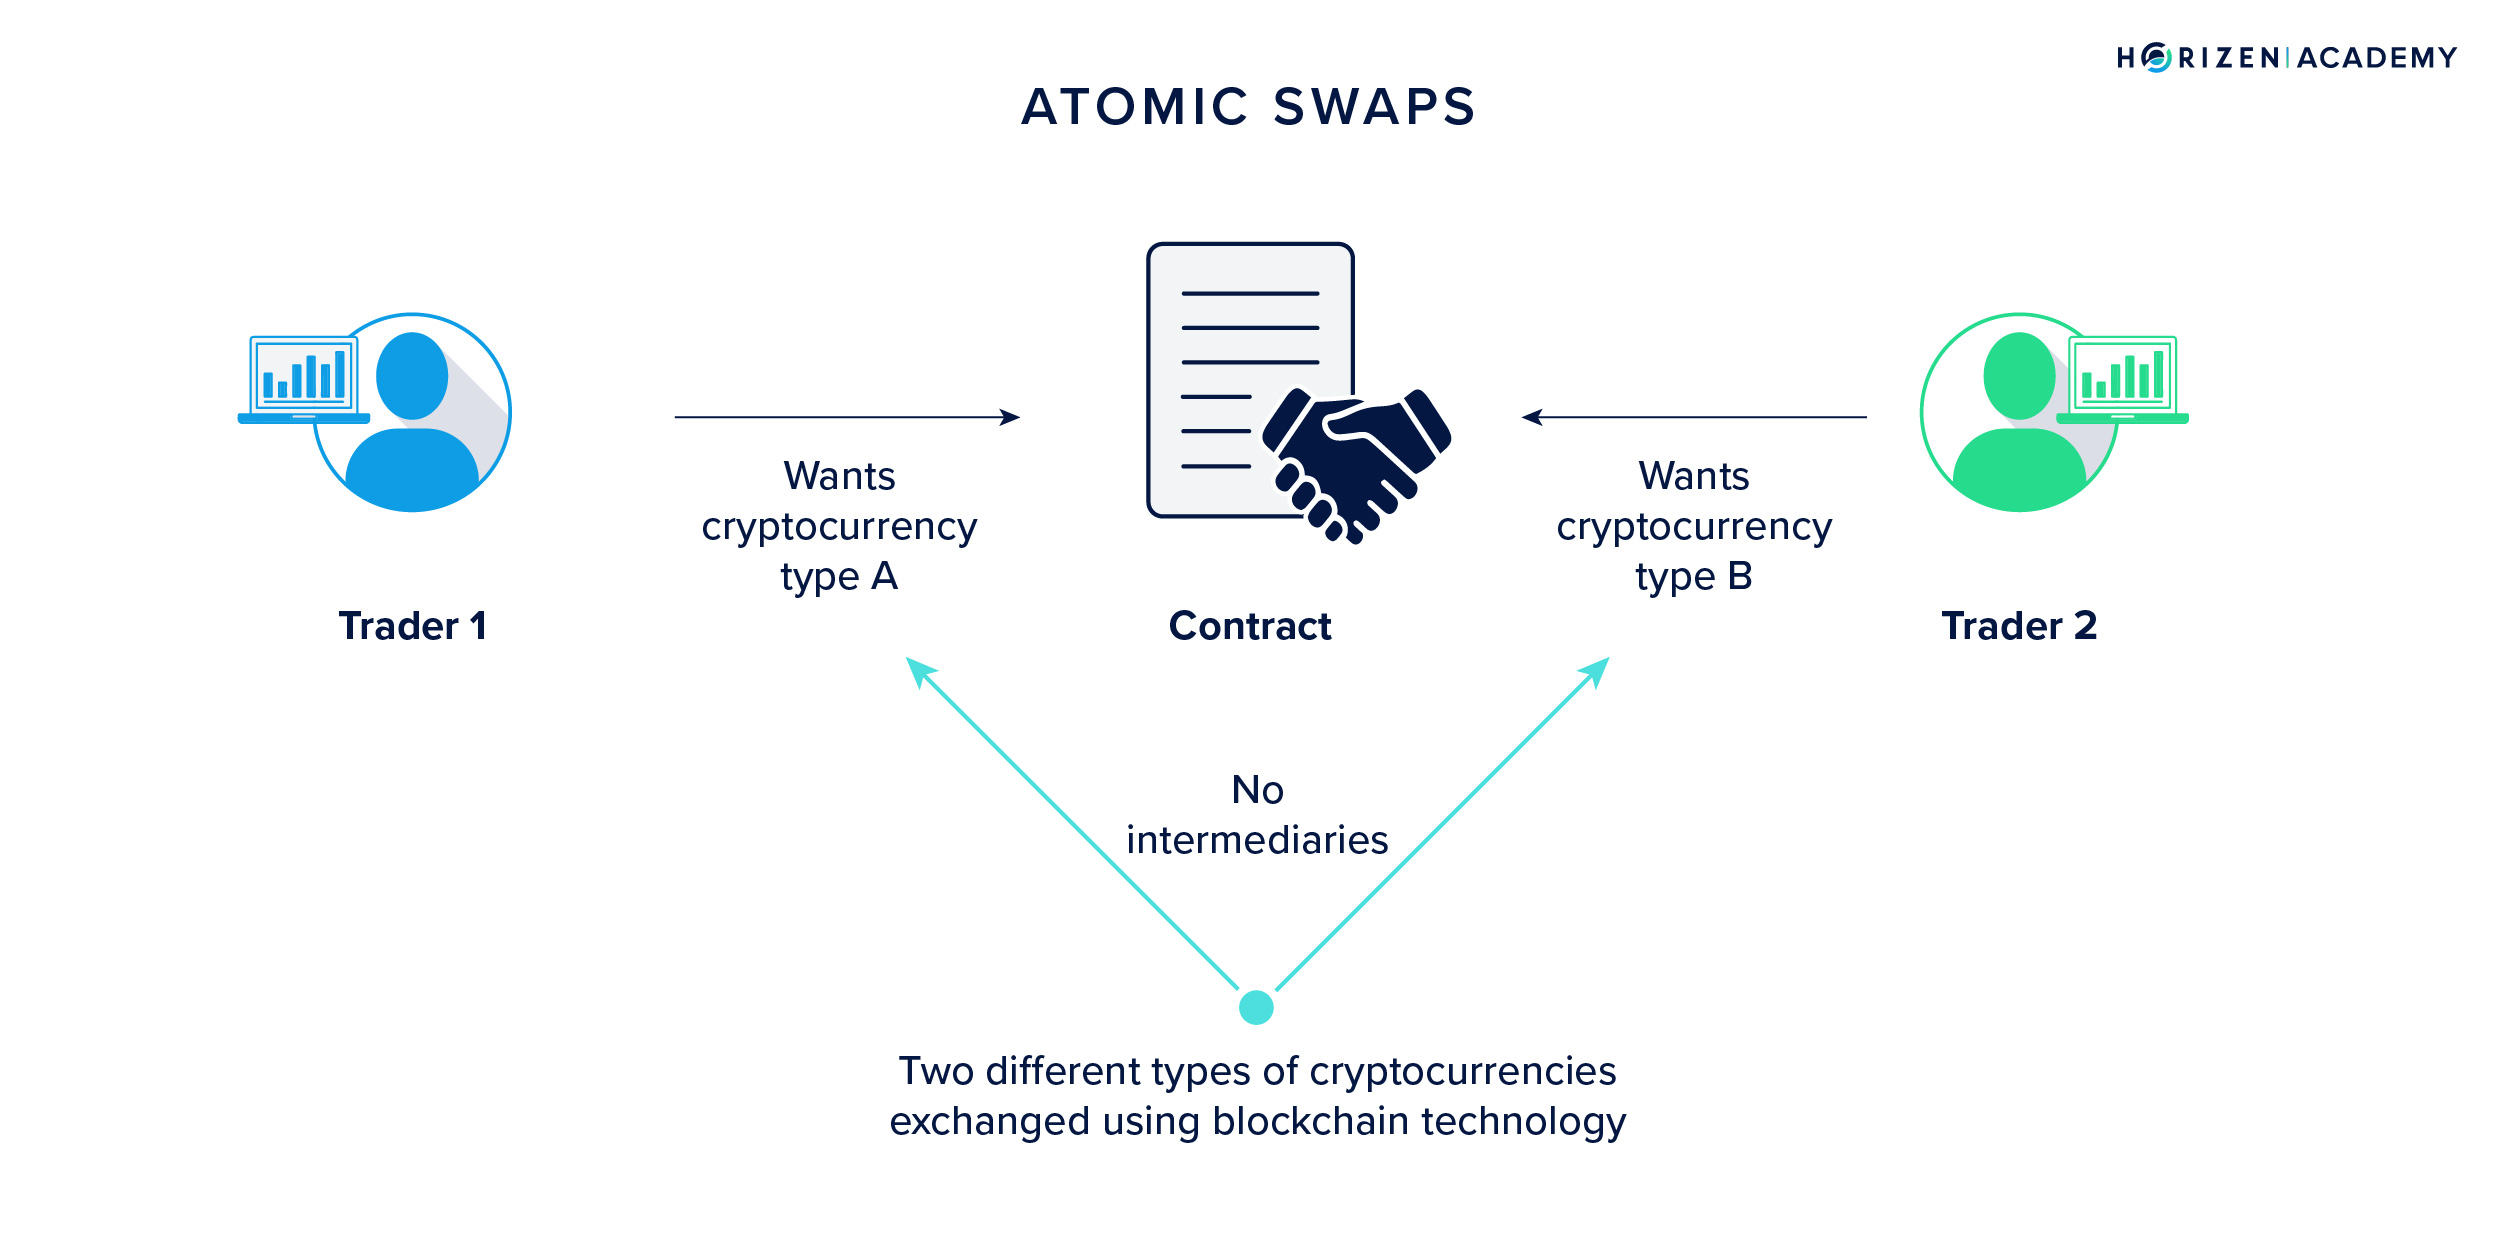 HORIZEN | ACADEMY
ATOMIC SWAPS
Wants
cryptocurrency
type A
Wants
cryptocurrency
type B
Trader 1
Contract
Trader 2
No
intermediaries
Two different types of cryptocurrencies
exchanged using blockchain technology